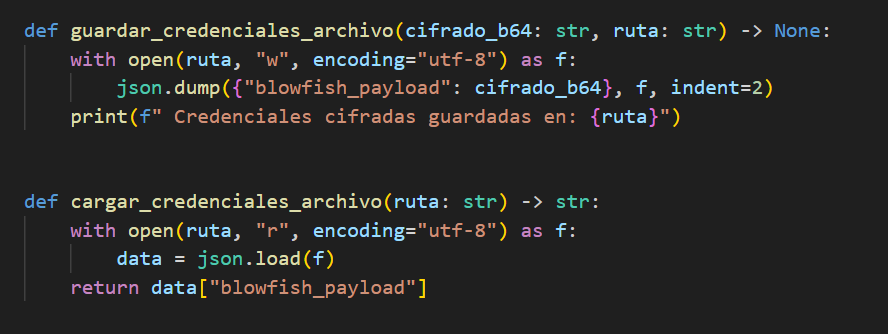 def guardar_credenciales_archivo(cifrado_b64: str, ruta: str) -> None:
    with open(ruta, "w", encoding="utf-8") as f:
        json.dump({"blowfish_payload": cifrado_b64}, f, indent=2)
    print(f" Credenciales cifradas guardadas en: {ruta}")
def cargar_credenciales_archivo(ruta: str) -> str:
    with open(ruta, "r", encoding="utf-8") as f:
        data = json.load(f)
    return data["blowfish_payload"]